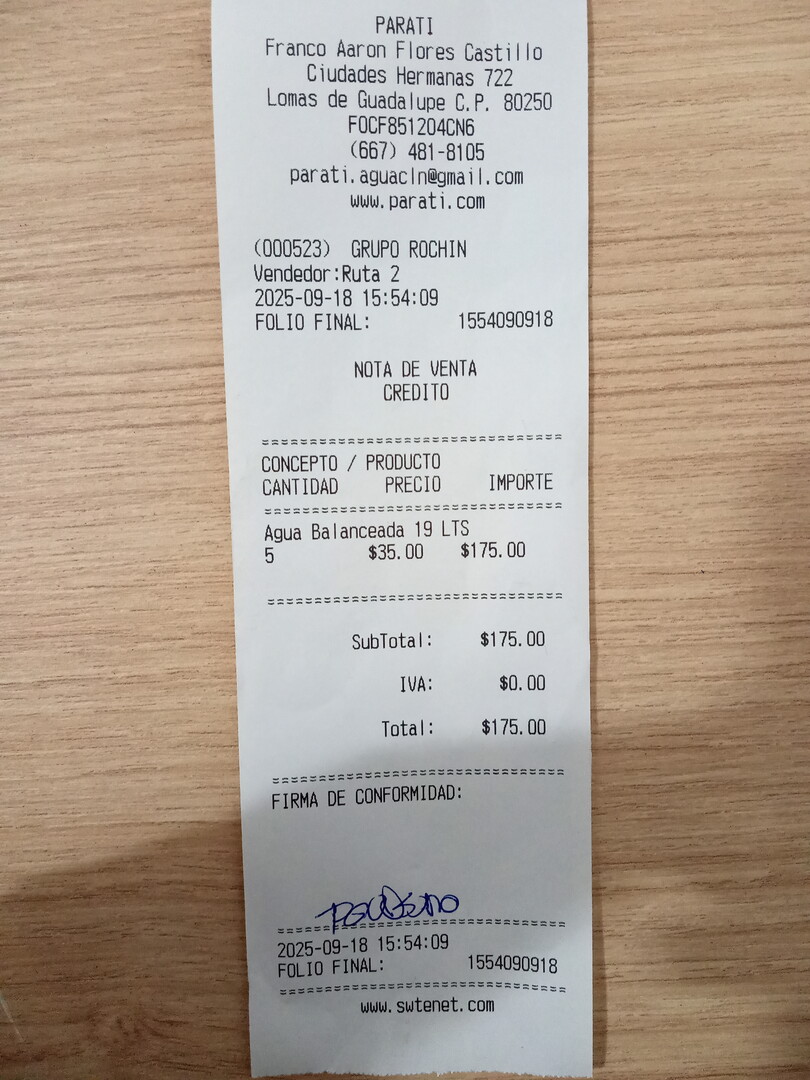 PARATI
Franco Aaron Flores Castillo
Ciudades Hermanas 722
Lomas de Guadalupe C.P. 80250
FOCF851204CN6
(667) 481-8105
parati.aguacln@gmail.com
www.parati.com
(000523) GRUPO ROCHIN
Vendedor:Ruta 2
2025-09-18 15:54:09
FOLIO FINAL: 1554090918
NOTA DE VENTA
CREDITO
CONCEPTO / PRODUCTO
CANTIDAD PRECIO IMPORTE
Agua Balanceada 19 LTS
5 $35.00 $175.00
SubTotal: $175.00
IVA: $0.00
Total: $175.00
FIRMA DE CONFORMIDAD:
2025-09-18 15:54:09
FOLIO FINAL: 1554090918
www.swtenet.com